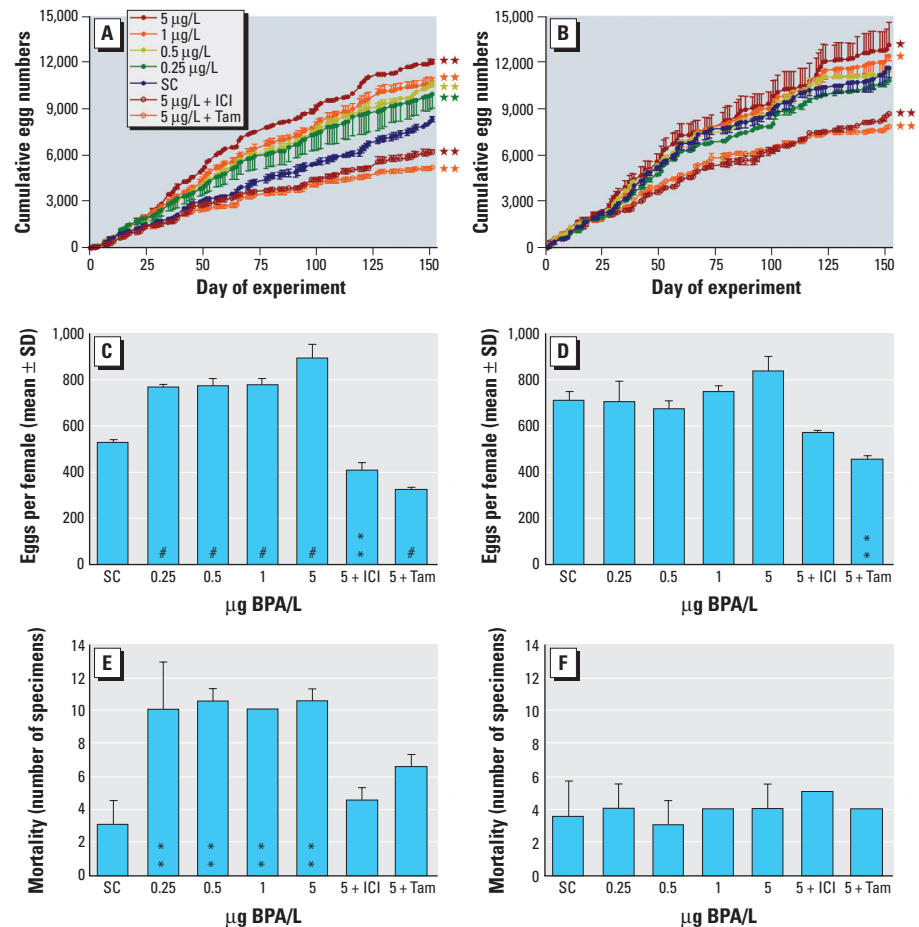 A
5 μg/L
1 μg/L
0.5 μg/L
0.25 μg/L
SC
5 μg/L + ICI
5 μg/L + Tam
Cumulative egg numbers
15,000
12,000
9,000
6,000
3,000
0
0 25 50 75 100 125 150
Day of experiment
★★
★★
★★
★★
★★
★★
B
Cumulative egg numbers
15,000
12,000
9,000
6,000
3,000
0
0 25 50 75 100 125 150
Day of experiment
★
★
★★
★★
C
Eggs per female (mean ± SD)
1,000
800
600
400
200
0
# # # # ** #
SC 0.25 0.5 1 5 5 + ICI 5 + Tam
μg BPA/L
D
Eggs per female (mean ± SD)
1,000
800
600
400
200
0
**
SC 0.25 0.5 1 5 5 + ICI 5 + Tam
μg BPA/L
E
Mortality (number of specimens)
14
12
10
8
6
4
2
0
** ** ** **
SC 0.25 0.5 1 5 5 + ICI 5 + Tam
μg BPA/L
F
Mortality (number of specimens)
14
12
10
8
6
4
2
0
SC 0.25 0.5 1 5 5 + ICI 5 + Tam
μg BPA/L